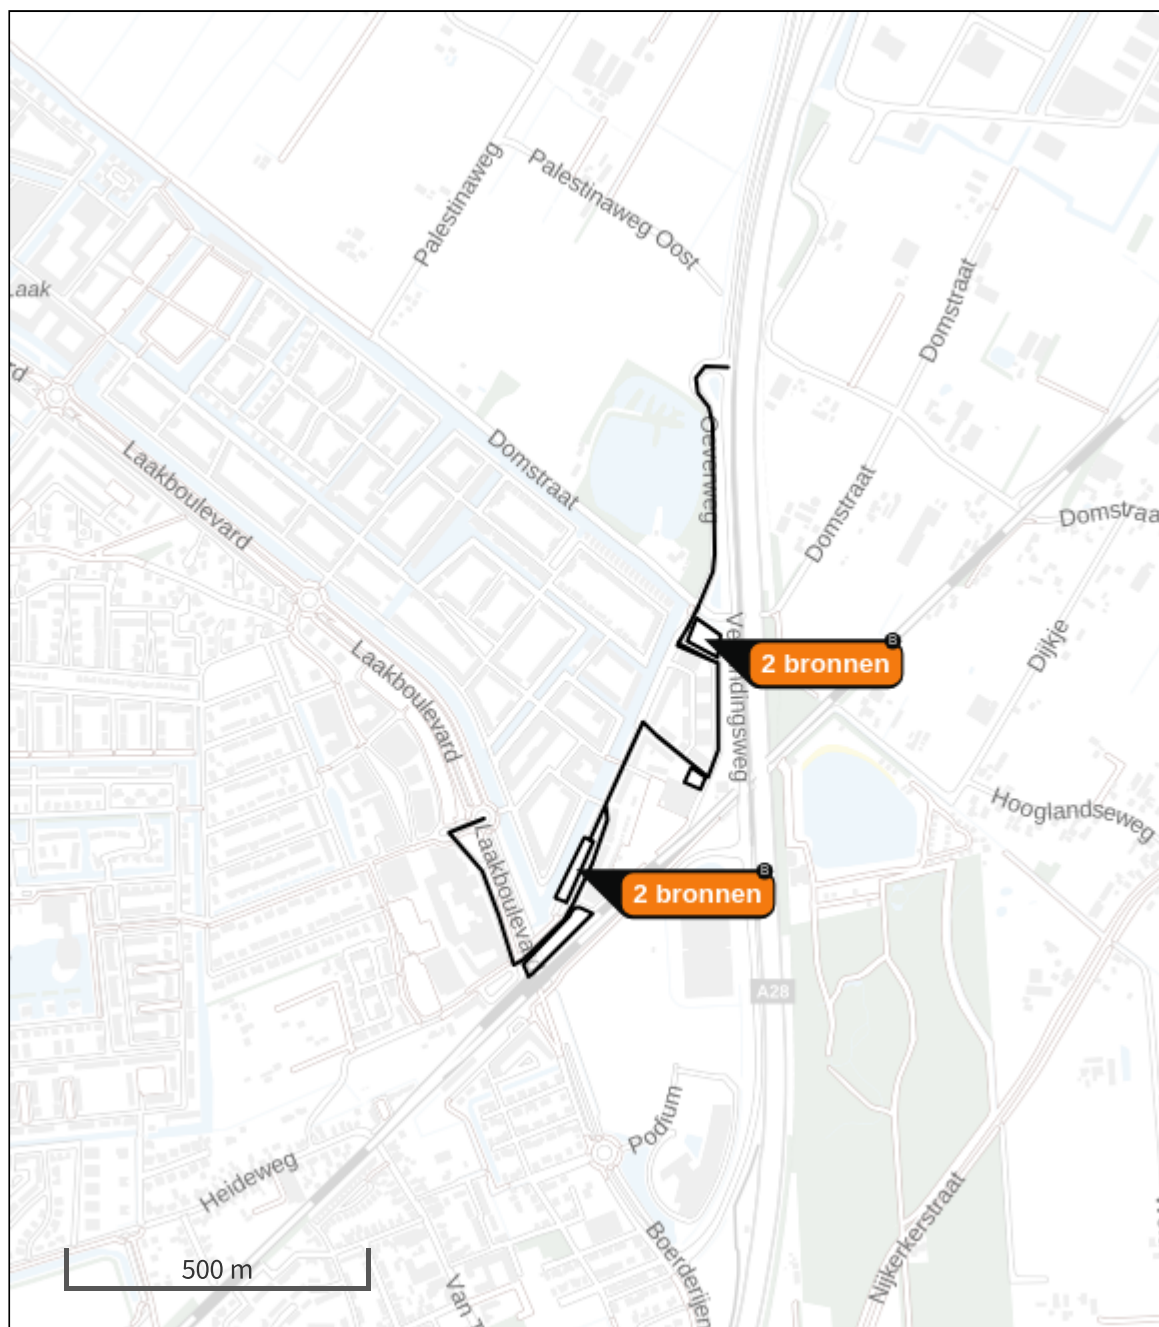 Palestinaweg
Palestinaweg Oost
Domstraat
.aak
rd
Oeverweg
Domstraat
Laakboulevard
Domstraat
Domstraa
Laakboulevard
Dijkje
2 bronnen
Hooglandseweg
Laakbouleva
2 bronnen
A28
Podium
Heideweg
Nijkerkerstraat
Boerderijen
Van
500 m
B
B